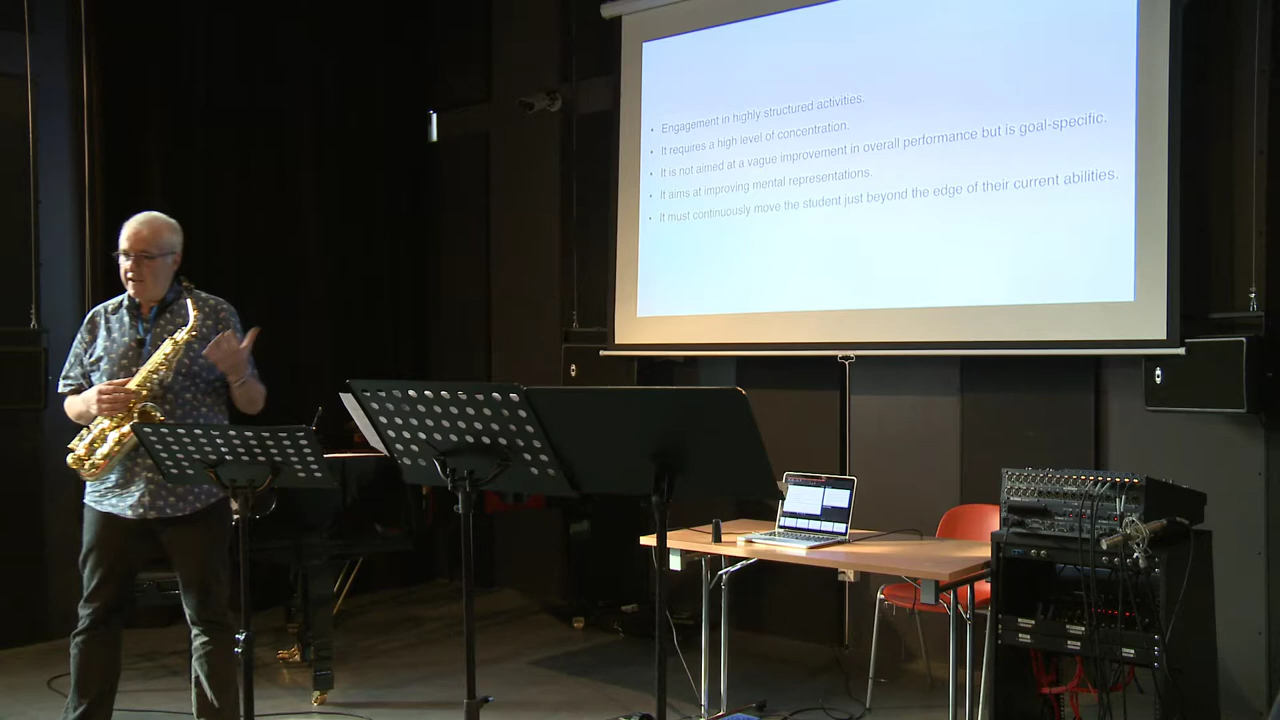 • Engagement in highly structured activities.
• It requires a high level of concentration.
• It is not aimed at a vague improvement in overall performance but is goal-specific.
• It aims at improving mental representations.
• It must continuously move the student just beyond the edge of their current abilities.